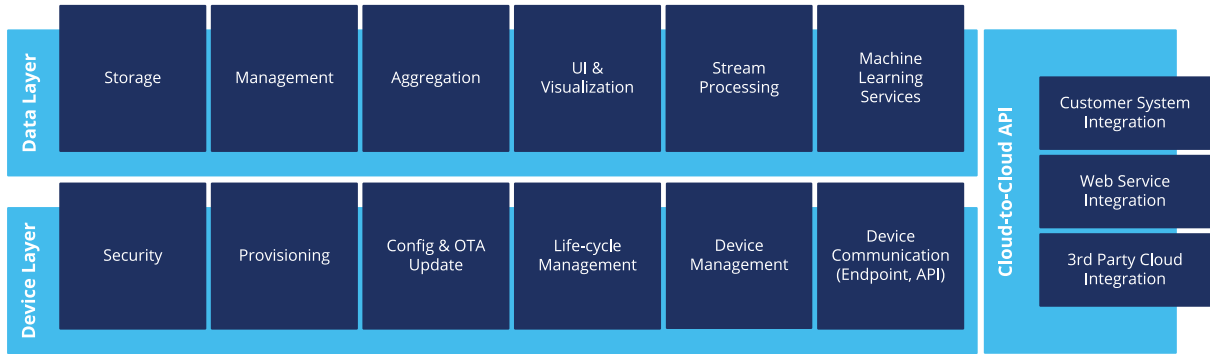 Data Layer
Storage
Management
Aggregation
UI &
Visualization
Stream
Processing
Machine
Learning
Services
Device Layer
Security
Provisioning
Config & OTA
Update
Life-cycle
Management
Device
Management
Device
Communication
(Endpoint, API)
Cloud-to-Cloud API
Customer System
Integration
Web Service
Integration
3rd Party Cloud
Integration